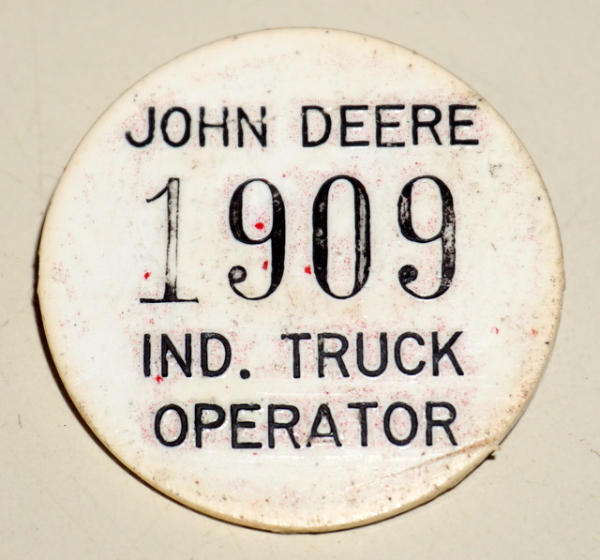 JOHN DEERE
1909
IND. TRUCK
OPERATOR